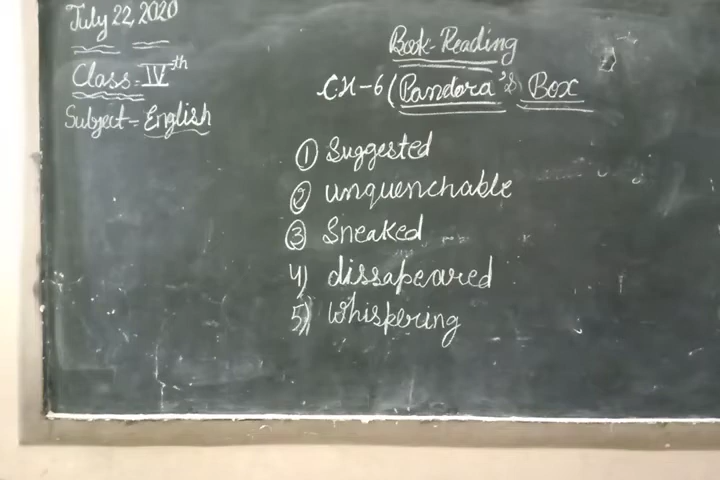 July 22, 2020
Class - IVth
Subject - English
Book-Reading
CH-6 (Pandora's Box
① Suggested
② unquenchable
③ Sneaked
4) dissapeared
5) Whispering